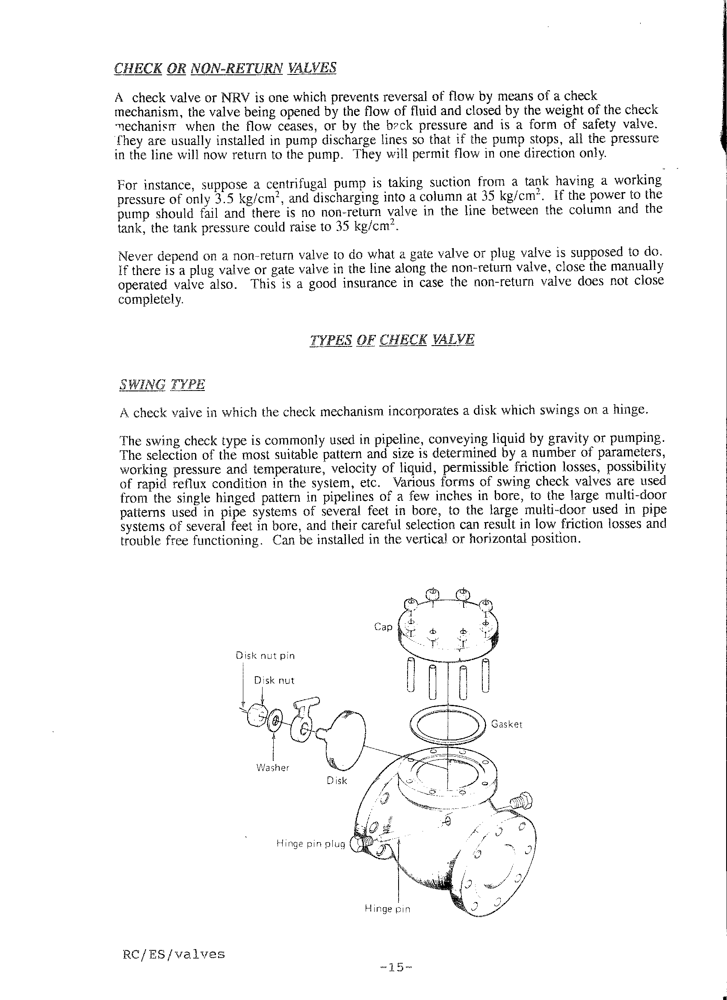 CHECK OR NON-RETURN VALVES
A check valve or NRV is one which prevents reversal of flow by means of a check
mechanism, the valve being opened by the flow of fluid and closed by the weight of the check
mechanism when the flow ceases, or by the back pressure and is a form of safety valve.
They are usually installed in pump discharge lines so that if the pump stops, all the pressure
in the line will now return to the pump. They will permit flow in one direction only.
For instance, suppose a centrifugal pump is taking suction from a tank having a working
pressure of only 3.5 kg/cm², and discharging into a column at 35 kg/cm². If the power to the
pump should fail and there is no non-return valve in the line between the column and the
tank, the tank pressure could raise to 35 kg/cm².
Never depend on a non-return valve to do what a gate valve or plug valve is supposed to do.
If there is a plug valve or gate valve in the line along the non-return valve, close the manually
operated valve also. This is a good insurance in case the non-return valve does not close
completely.
TYPES OF CHECK VALVE
SWING TYPE
A check valve in which the check mechanism incorporates a disk which swings on a hinge.
The swing check type is commonly used in pipeline, conveying liquid by gravity or pumping.
The selection of the most suitable pattern and size is determined by a number of parameters,
working pressure and temperature, velocity of liquid, permissible friction losses, possibility
of rapid reflux condition in the system, etc. Various forms of swing check valves are used
from the single hinged pattern in pipelines of a few inches in bore, to the large multi-door
patterns used in pipe systems of several feet in bore, to the large multi-door used in pipe
systems of several feet in bore, and their careful selection can result in low friction losses and
trouble free functioning. Can be installed in the vertical or horizontal position.
Cap
Disk nut pin
Disk nut
Gasket
Washer
Disk
Hinge pin plug
Hinge pin
RC/ES/valves
-15-